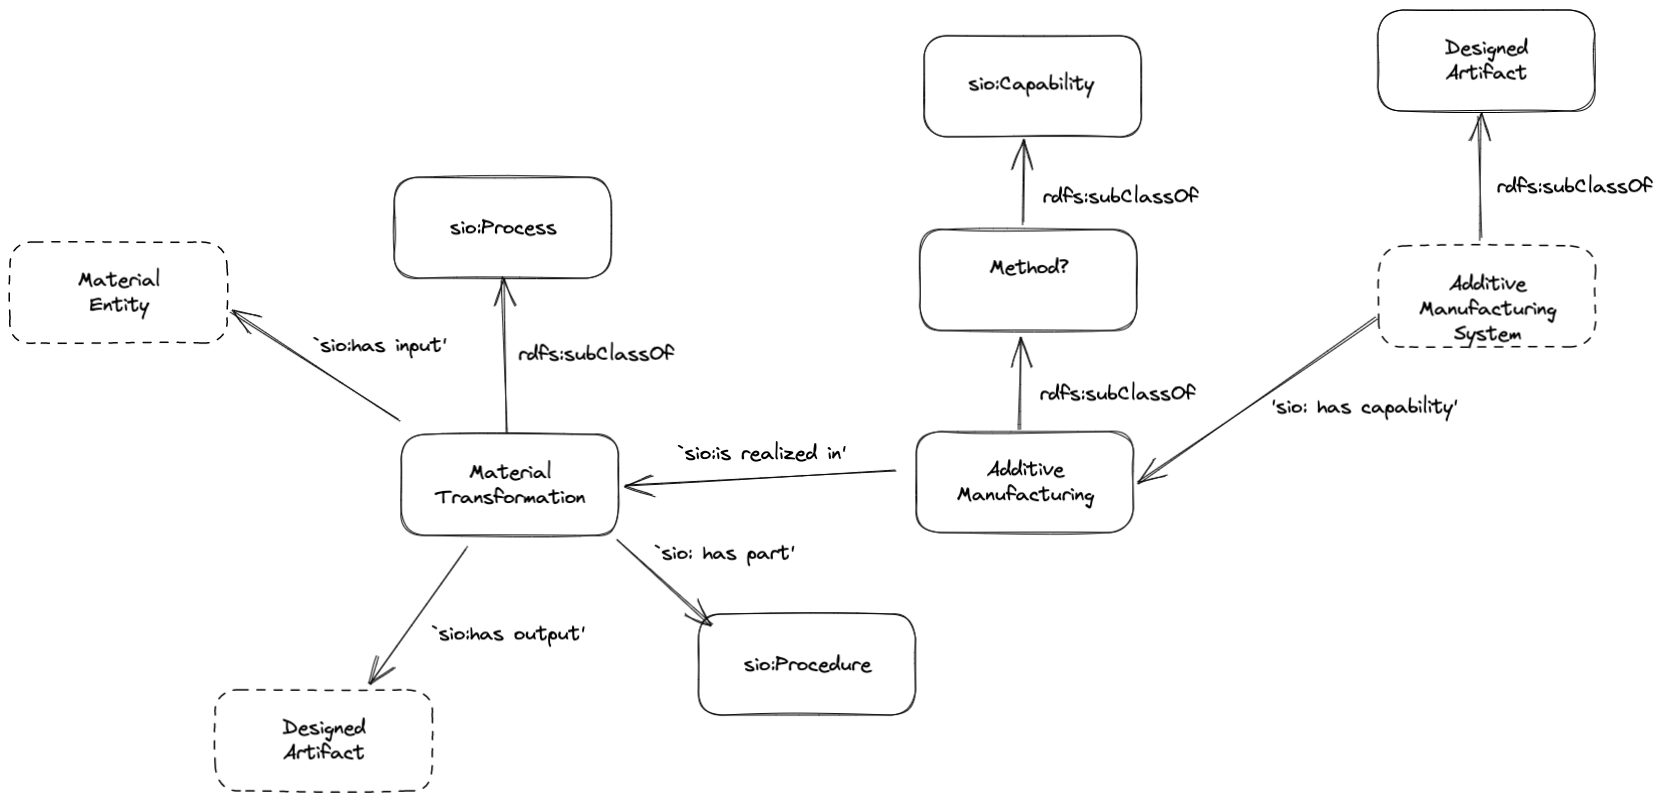 Designed
Artifact
sio:Capability
rdfs:subClassOf
rdfs:subClassOf
sio:Process
Method?
Material
Entity
Additive
Manufacturing
System
`sio:has input'
rdfs:subClassOf
rdfs:subClassOf
'sio: has capability'
`sio:is realized in'
Material
Transformation
Additive
Manufacturing
`sio: has part'
`sio:has output'
sio:Procedure
Designed
Artifact